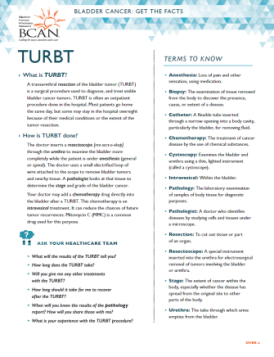 BLADDER CANCER: GET THE FACTS
BCAN
TURBT
• What is TURBT?
A transurethral resection of the bladder tumor (TURBT)
is a surgical procedure used to diagnose, and treat visible
bladder cancer tumors. TURBT is often an outpatient
procedure done in the hospital. Most patients go home
the same day, but some may stay in the hospital overnight
because of their medical conditions or the extent of the
tumor resection.
• How is TURBT done?
The doctor inserts a resectoscope
through the urethra to examine the bladder more
completely while the patient is under anesthesia (general
or spinal). The doctor uses a small electrified loop of
wire attached to the scope to remove bladder tumors
and nearby tissue. A pathologist looks at that tissue to
determine the stage and grade of the bladder cancer.
Your doctor may add a chemotherapy drug directly into
the bladder after a TURBT. This chemotherapy is an
intravesical treatment. It can reduce the chances of future
tumor recurrences. Mitomycin C (MMC) is a common
drug used for this purpose.
?
ASK YOUR HEALTHCARE TEAM
• What will the results of the TURBT tell you?
• How long does the TURBT take?
• Will you give me any other treatments
with the TURBT?
• How long should it take for me to recover
after the TURBT?
• When will you know the results of the pathology
report? How will you share those with me?
• What is your experience with the TURBT procedure?
TERMS TO KNOW
• Anesthesia: Loss of pain and other
sensation, using medication.
• Biopsy: The examination of tissue removed
from the body to discover the presence,
cause, or extent of a disease.
• Catheter: A flexible tube inserted
through a narrow opening into a body cavity,
particularly the bladder, for removing fluid.
• Chemotherapy: The treatment of cancer
disease by the use of chemical substances.
• Cystoscopy: Examines the bladder and
urethra using a thin, lighted instrument
(called a cystoscope).
• Intravesical: Within the bladder.
• Pathology: The laboratory examination
of samples of body tissue for diagnostic
purposes.
• Pathologist: A doctor who identifies
diseases by studying cells and tissues under
a microscope.
• Resection: To cut out tissue or part
of an organ.
• Resectoscope: A special instrument
inserted into the urethra for electrosurgical
removal of tumors involving the bladder
or urethra.
• Stage: The extent of cancer within the
body, especially whether the disease has
spread from the original site to other
parts of the body.
• Urethra: The tube through which urine
empties from the bladder
OVER